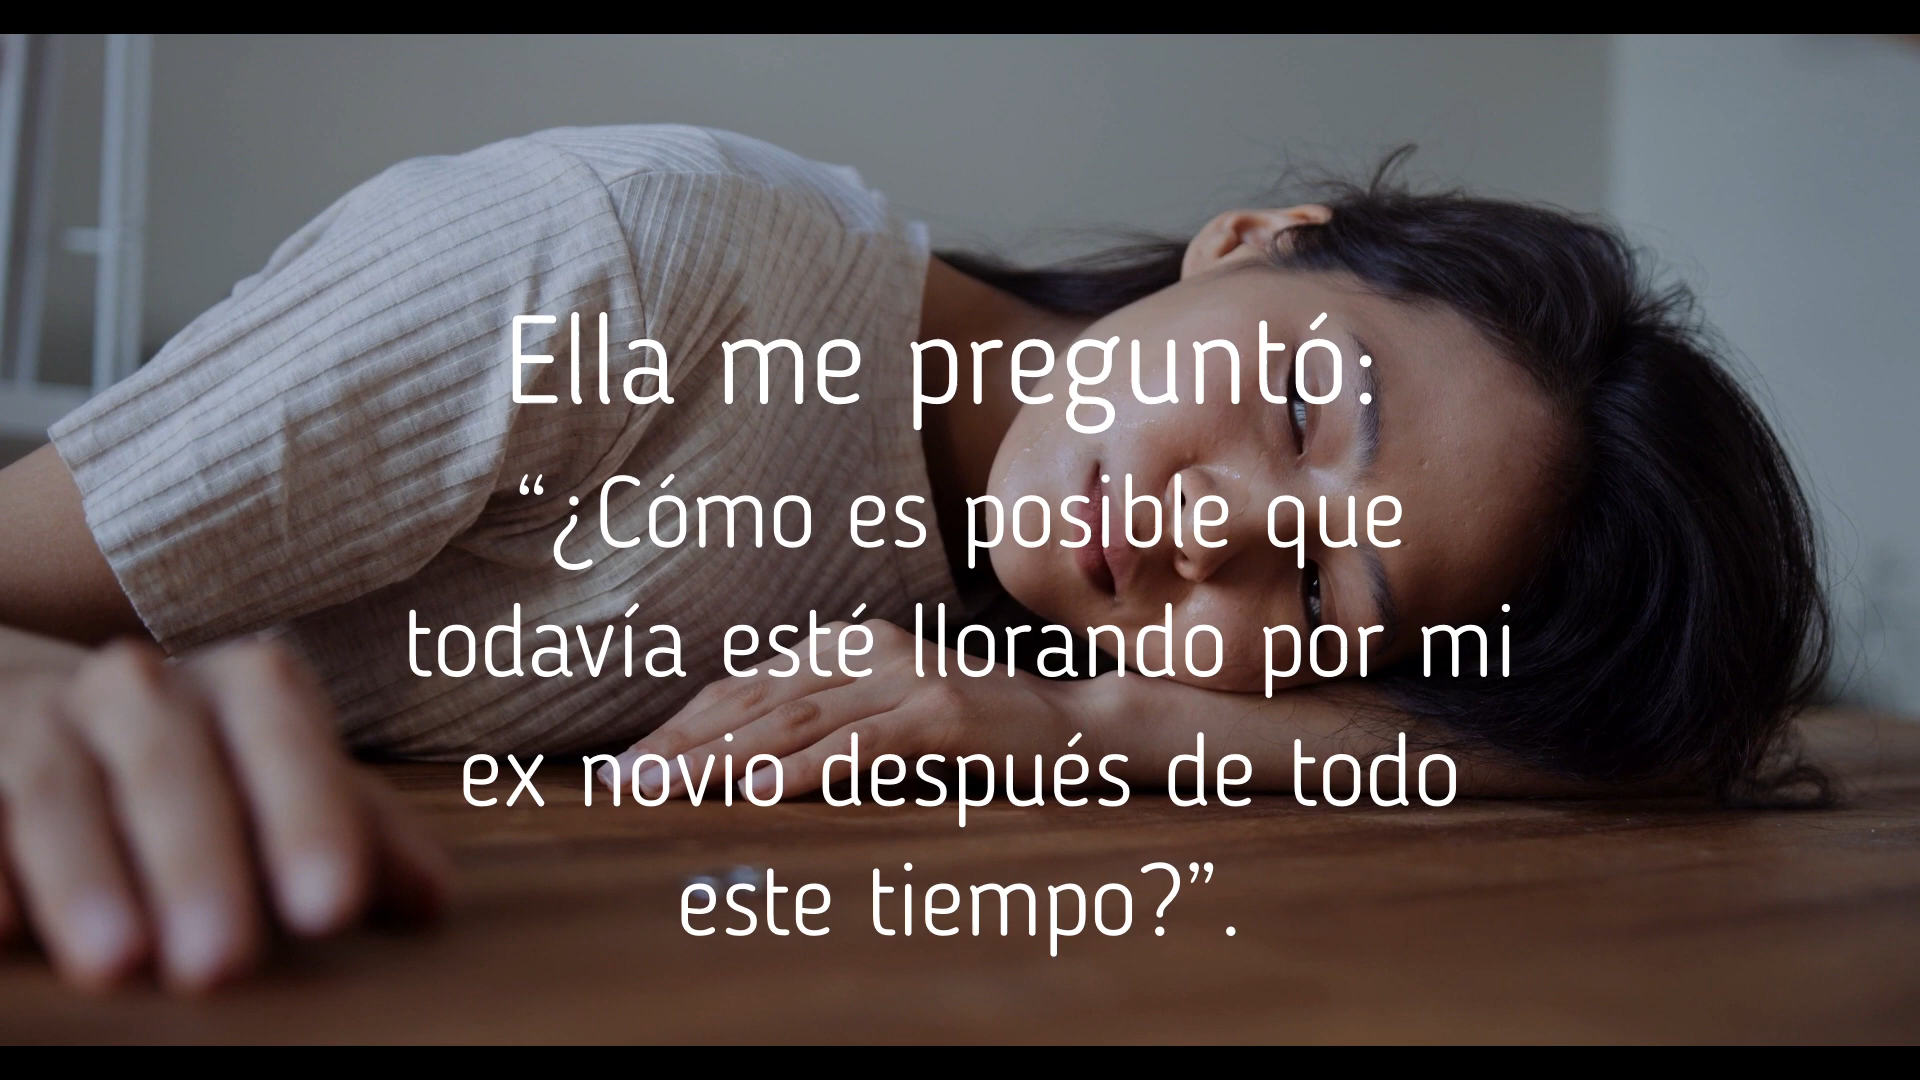 Ella me preguntó:
“¿Cómo es posible que
todavía esté llorando por mi
ex novio después de todo
este tiempo?”.